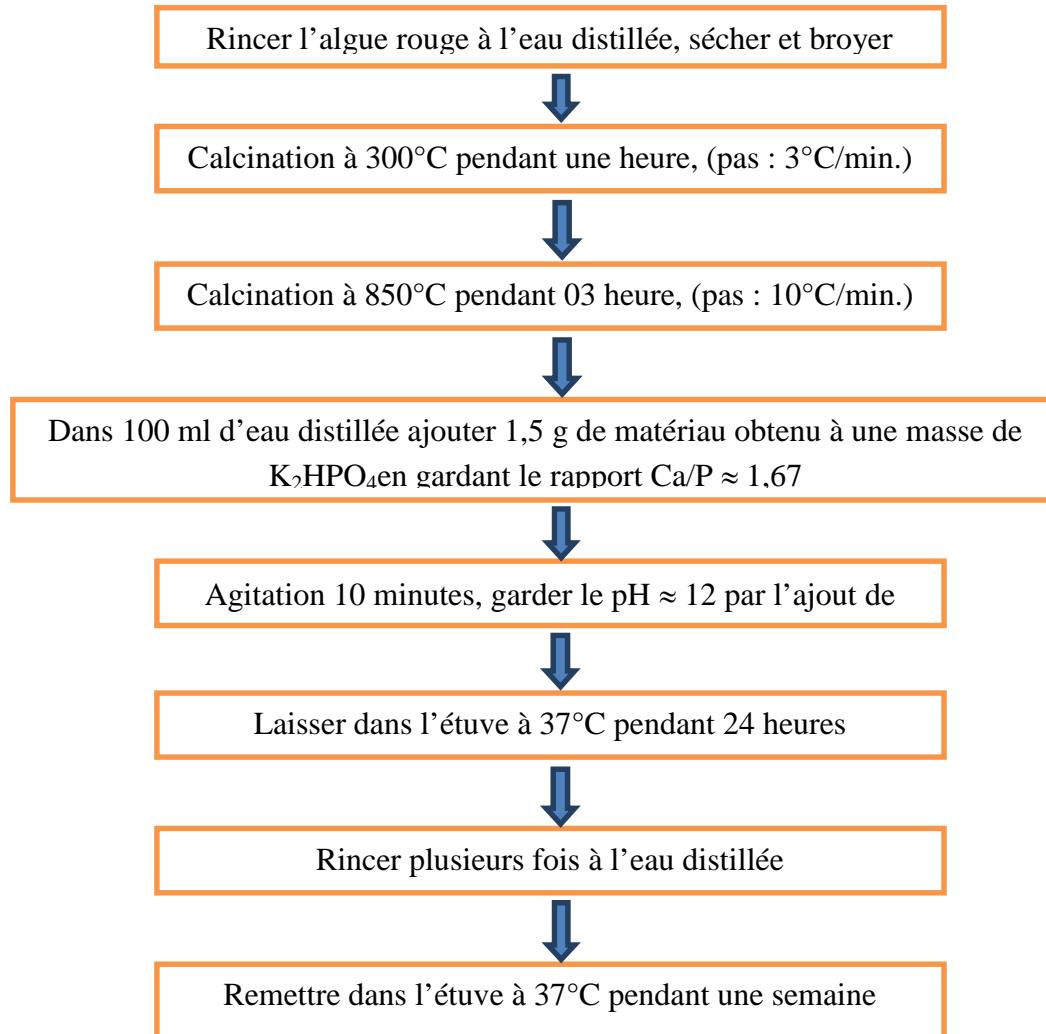 Rincer l’algue rouge à l’eau distillée, sécher et broyer
Calcination à 300°C pendant une heure, (pas : 3°C/min.)
Calcination à 850°C pendant 03 heure, (pas : 10°C/min.)
Dans 100 ml d’eau distillée ajouter 1,5 g de matériau obtenu à une masse de
K₂HPO₄en gardant le rapport Ca/P ≈ 1,67
Agitation 10 minutes, garder le pH ≈ 12 par l’ajout de
Laisser dans l’étuve à 37°C pendant 24 heures
Rincer plusieurs fois à l’eau distillée
Remettre dans l’étuve à 37°C pendant une semaine